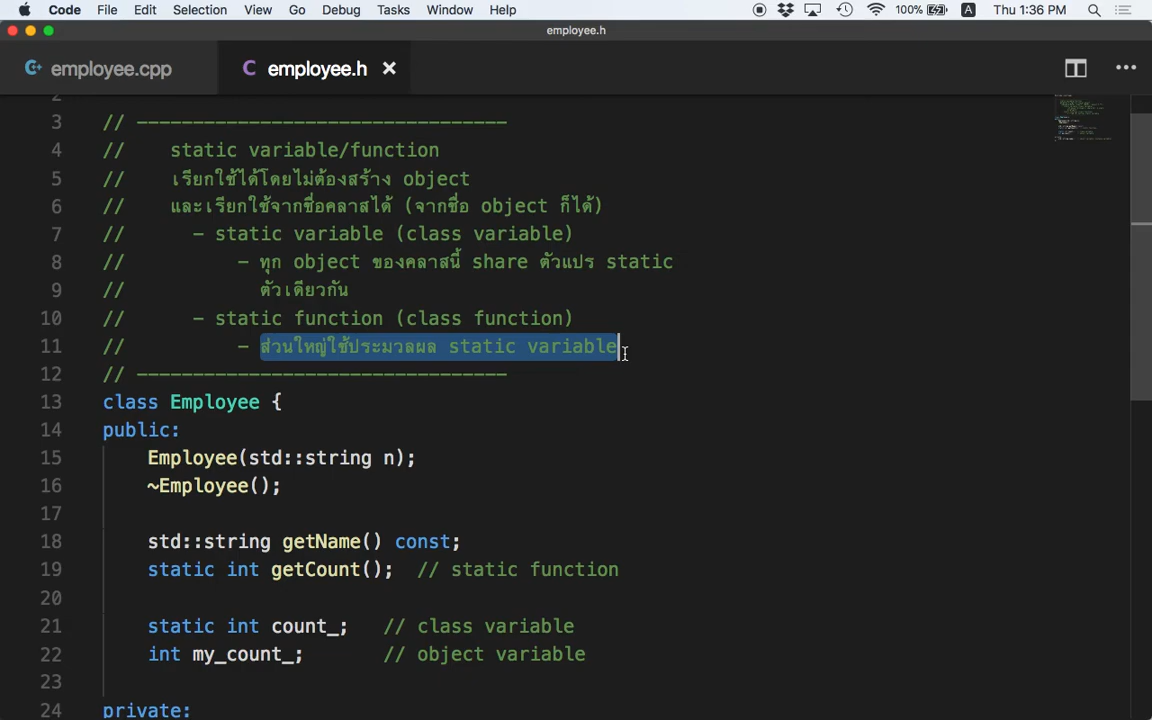 Code File Edit Selection View Go Debug Tasks Window Help 100% A Thu 1:36 PM
employee.h
employee.cpp C employee.h
2
3 // ---------------------------------
4 // static variable/function
5 // เรียกใช้ได้โดยไม่ต้องสร้าง object
6 // และเรียกใช้จากชื่อคลาสได้ (จากชื่อ object ก็ได้)
7 // - static variable (class variable)
8 // - ทุก object ของคลาสนี้ share ตัวแปร static
9 // ตัวเดียวกัน
10 // - static function (class function)
11 // - ส่วนใหญ่ใช้ประมวลผล static variable
12 // ---------------------------------
13 class Employee {
14 public:
15 Employee(std::string n);
16 ~Employee();
17
18 std::string getName() const;
19 static int getCount(); // static function
20
21 static int count_; // class variable
22 int my_count_; // object variable
23
24 private: